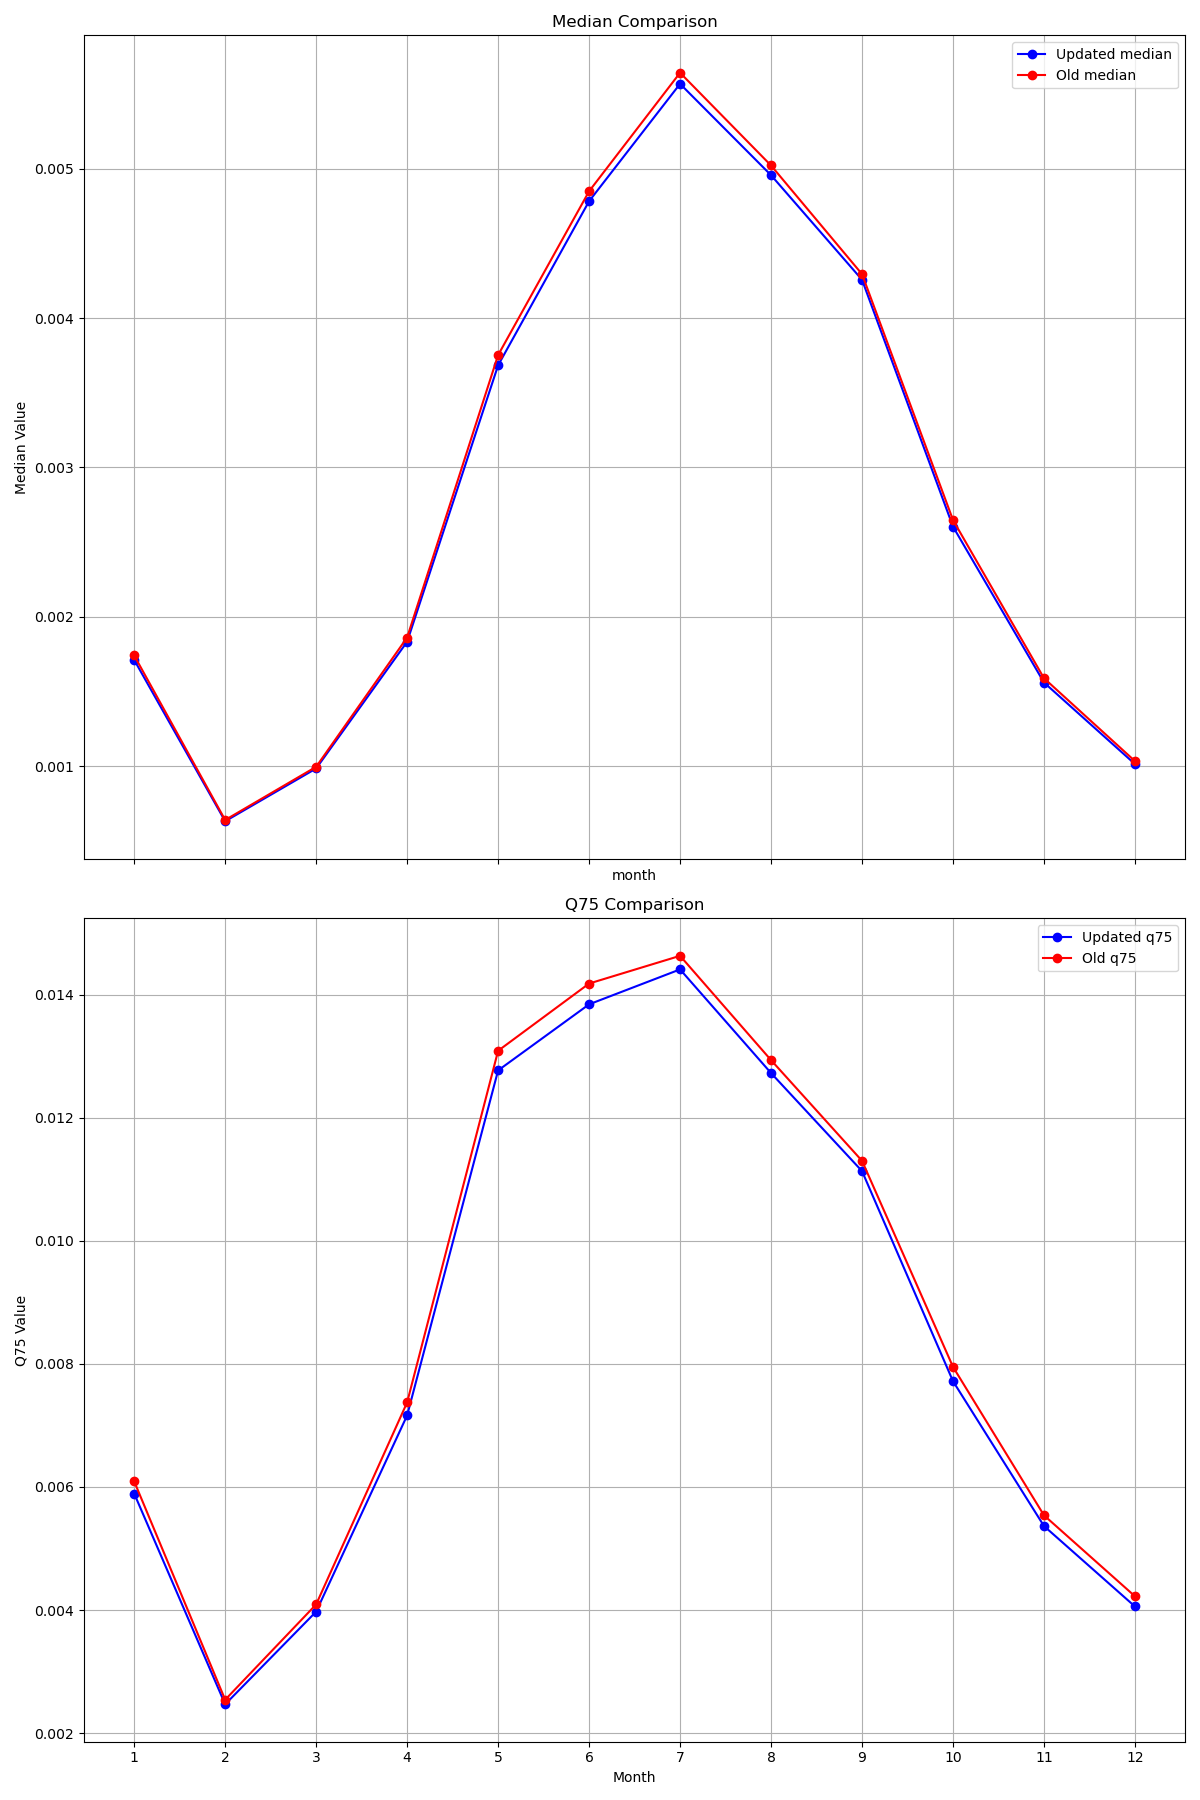 Median Comparison
Updated median
Old median
0.005
0.004
0.003
0.002
0.001
Median Value
month
Q75 Comparison
Updated q75
Old q75
0.014
0.012
0.010
0.008
0.006
0.004
0.002
Q75 Value
1 2 3 4 5 6 7 8 9 10 11 12
Month